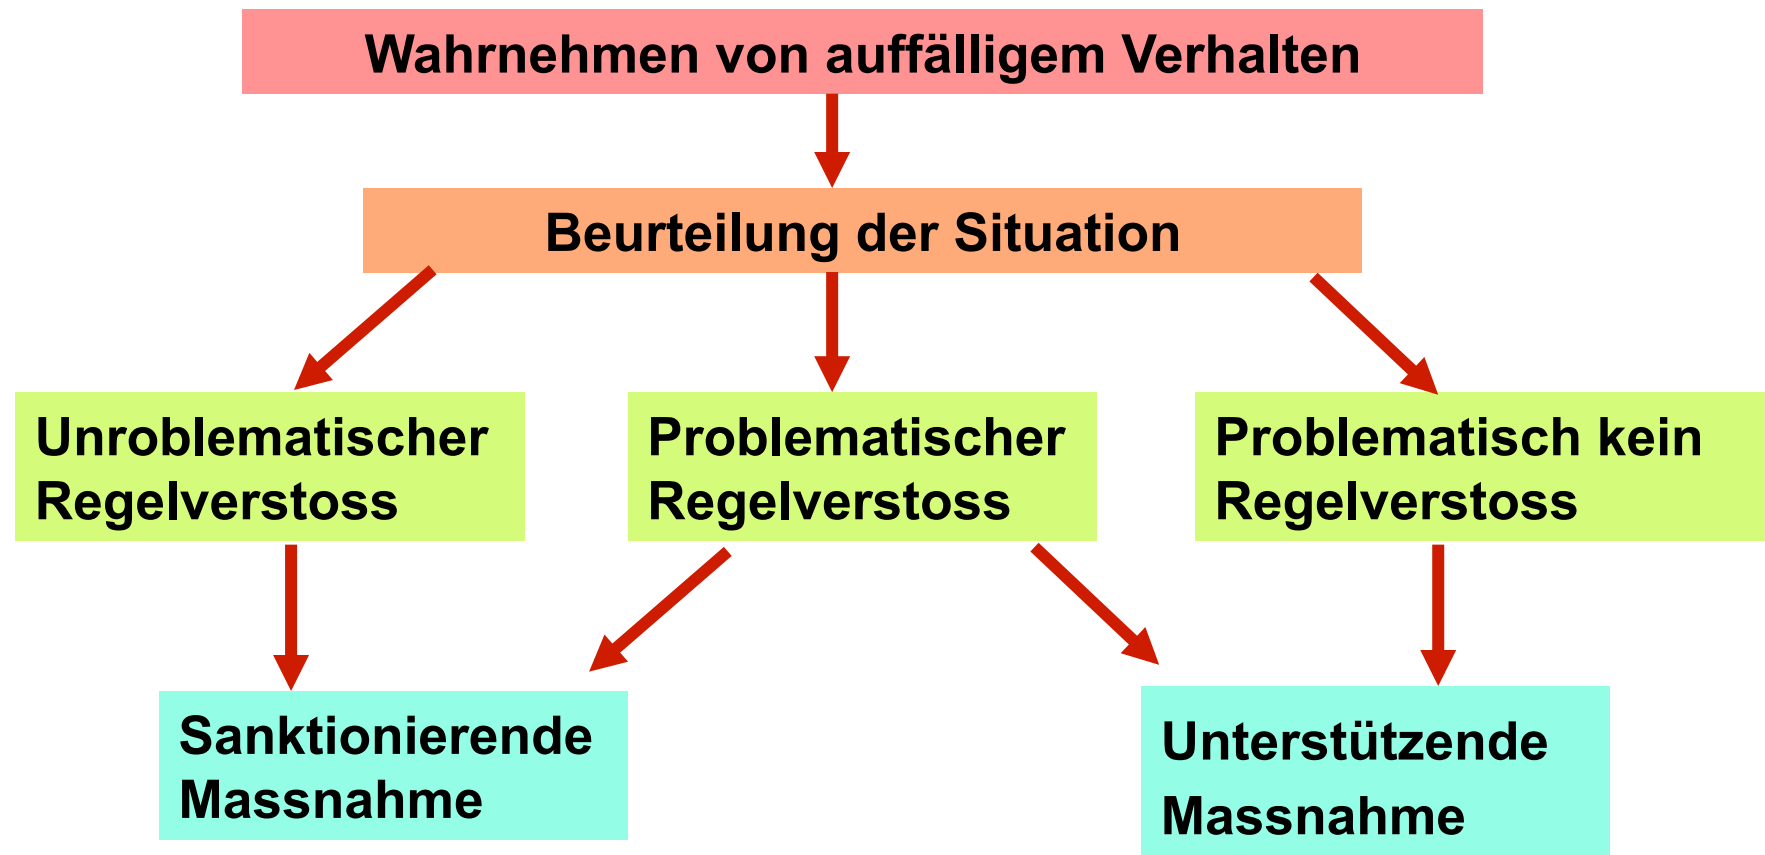 Wahrnehmen von auffälligem Verhalten
Beurteilung der Situation
Unroblematischer
Regelverstoss
Problematischer
Regelverstoss
Problematisch kein
Regelverstoss
Sanktionierende
Massnahme
Unterstützende
Massnahme